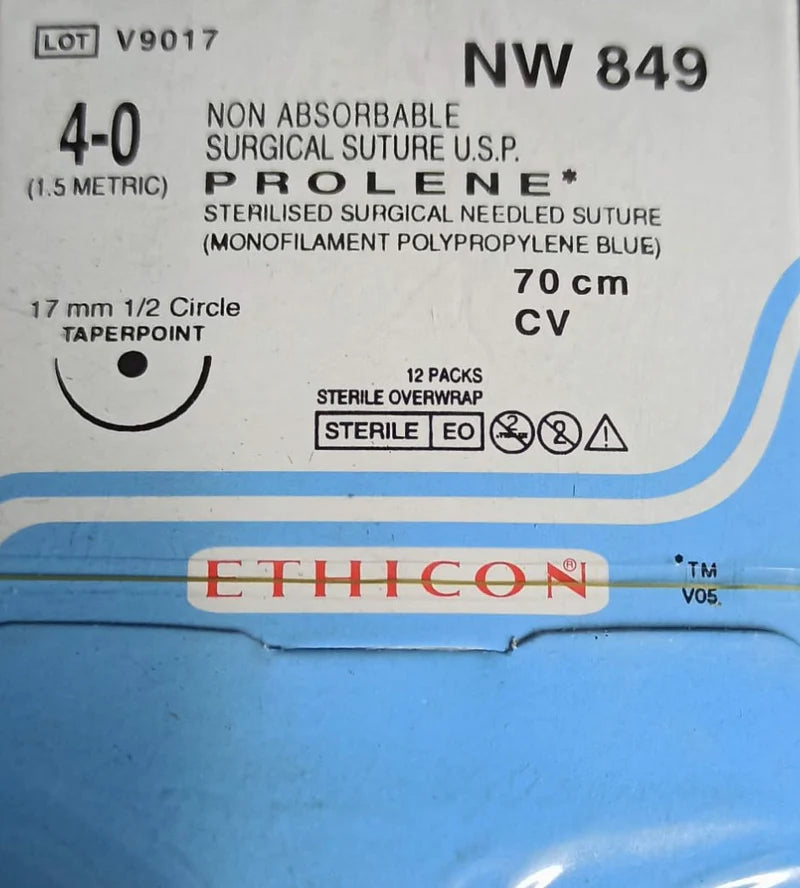 LOT V9017
NW 849
4-0
(1.5 METRIC)
NON ABSORBABLE
SURGICAL SUTURE U.S.P.
PROLENE*
STERILISED SURGICAL NEEDLED SUTURE
(MONOFILAMENT POLYPROPYLENE BLUE)
70 cm
CV
17 mm 1/2 Circle
TAPERPOINT
12 PACKS
STERILE OVERWRAP
STERILE EO
2
ETHICON®
*TM
V05